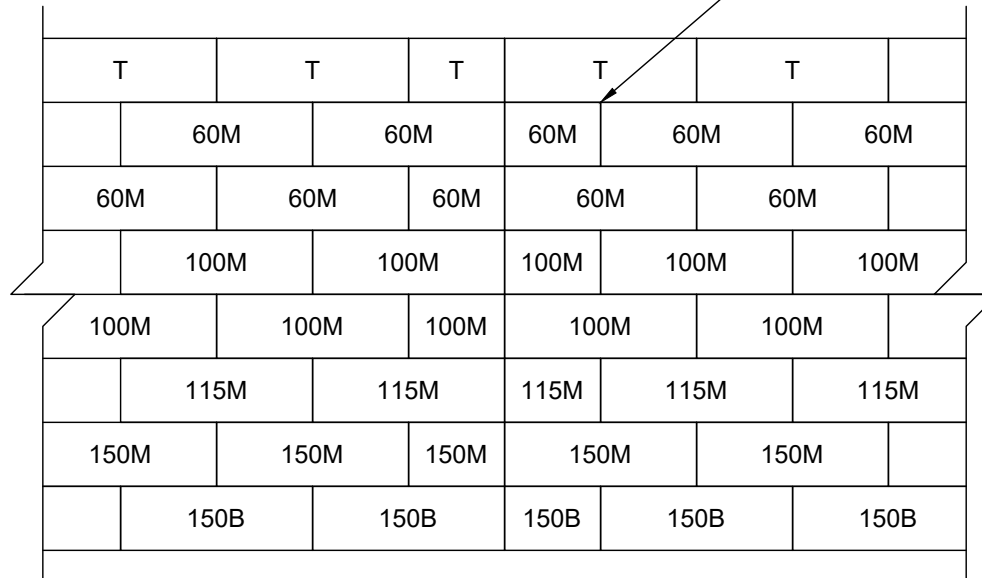 T T T T T
60M 60M 60M 60M 60M
60M 60M 60M 60M 60M
100M 100M 100M 100M 100M
100M 100M 100M 100M 100M
115M 115M 115M 115M 115M
150M 150M 150M 150M 150M
150B 150B 150B 150B 150B